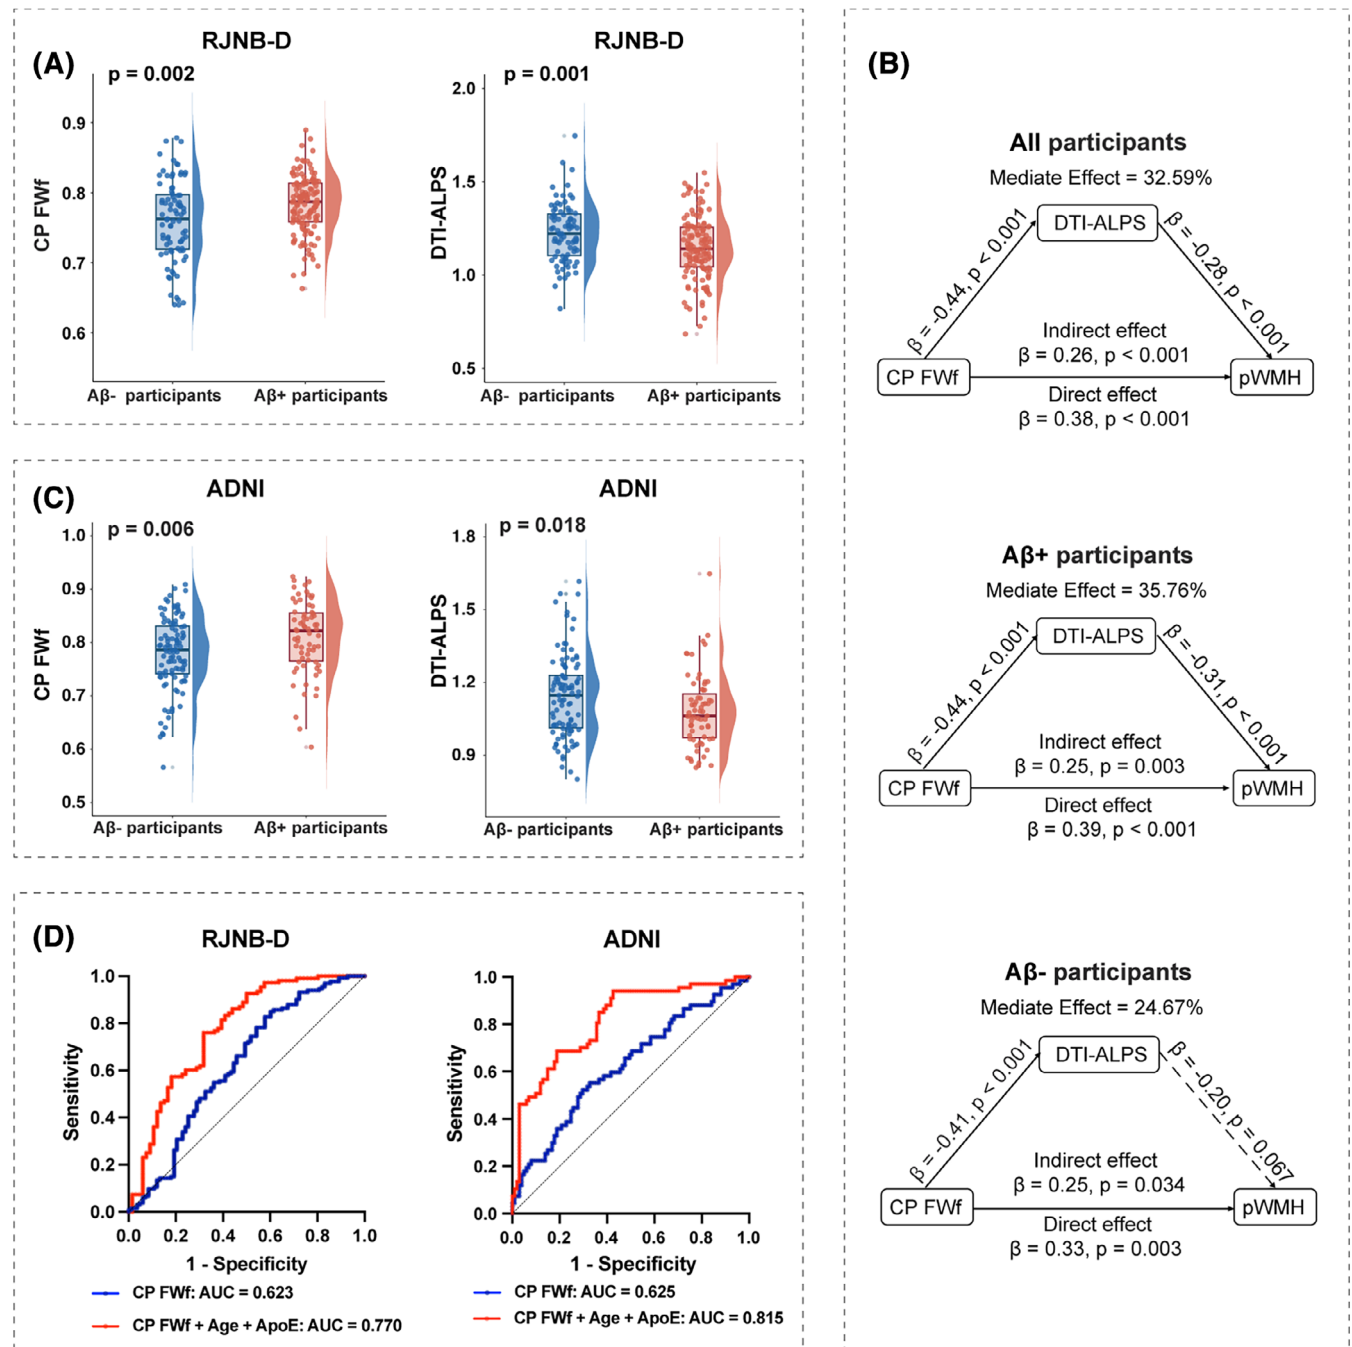 (A)
RJNB-D
p = 0.002
CP FWf
0.9
0.8
0.7
0.6
Aβ- participants
Aβ+ participants
RJNB-D
p = 0.001
DTI-ALPS
2.0
1.5
1.0
0.5
Aβ- participants
Aβ+ participants
(B)
All participants
Mediate Effect = 32.59%
DTI-ALPS
β = -0.44, p < 0.001
β = -0.28, p < 0.001
Indirect effect
β = 0.26, p < 0.001
CP FWf
pWMH
Direct effect
β = 0.38, p < 0.001
Aβ+ participants
Mediate Effect = 35.76%
DTI-ALPS
β = -0.44, p < 0.001
β = -0.31, p < 0.001
Indirect effect
β = 0.25, p = 0.003
CP FWf
pWMH
Direct effect
β = 0.39, p < 0.001
Aβ- participants
Mediate Effect = 24.67%
DTI-ALPS
β = -0.41, p < 0.001
β = -0.20, p = 0.067
Indirect effect
β = 0.25, p = 0.034
CP FWf
pWMH
Direct effect
β = 0.33, p = 0.003
(C)
ADNI
p = 0.006
CP FWf
1.0
0.9
0.8
0.7
0.6
0.5
Aβ- participants
Aβ+ participants
ADNI
p = 0.018
DTI-ALPS
1.8
1.5
1.2
0.9
Aβ- participants
Aβ+ participants
(D)
RJNB-D
Sensitivity
1.0
0.8
0.6
0.4
0.2
0.0
0.0 0.2 0.4 0.6 0.8 1.0
1 - Specificity
CP FWf: AUC = 0.623
CP FWf + Age + ApoE: AUC = 0.770
ADNI
Sensitivity
1.0
0.8
0.6
0.4
0.2
0.0
0.0 0.2 0.4 0.6 0.8 1.0
1 - Specificity
CP FWf: AUC = 0.625
CP FWf + Age + ApoE: AUC = 0.815